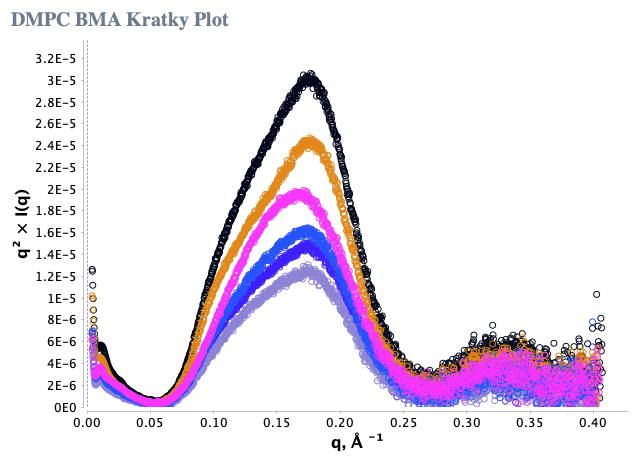 DMPC BMA Kratky Plot
3.2E-5
3E-5
2.8E-5
2.6E-5
2.4E-5
2.2E-5
2E-5
1.8E-5
1.6E-5
1.4E-5
1.2E-5
1E-5
8E-6
6E-6
4E-6
2E-6
0E0
q² × I(q)
0.00 0.05 0.10 0.15 0.20 0.25 0.30 0.35 0.40
q, Å ⁻¹